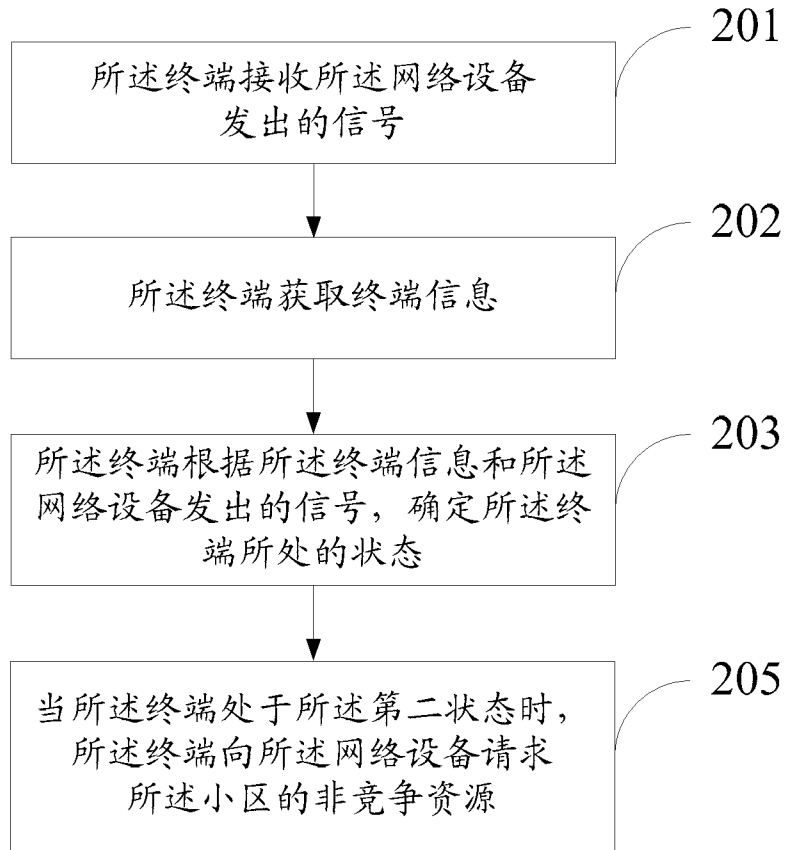 201
所述终端接收所述网络设备
发出的信号
202
所述终端获取终端信息
203
所述终端根据所述终端信息和所述
网络设备发出的信号，确定所述终
端所处的状态
205
当所述终端处于所述第二状态时，
所述终端向所述网络设备请求
所述小区的非竞争资源